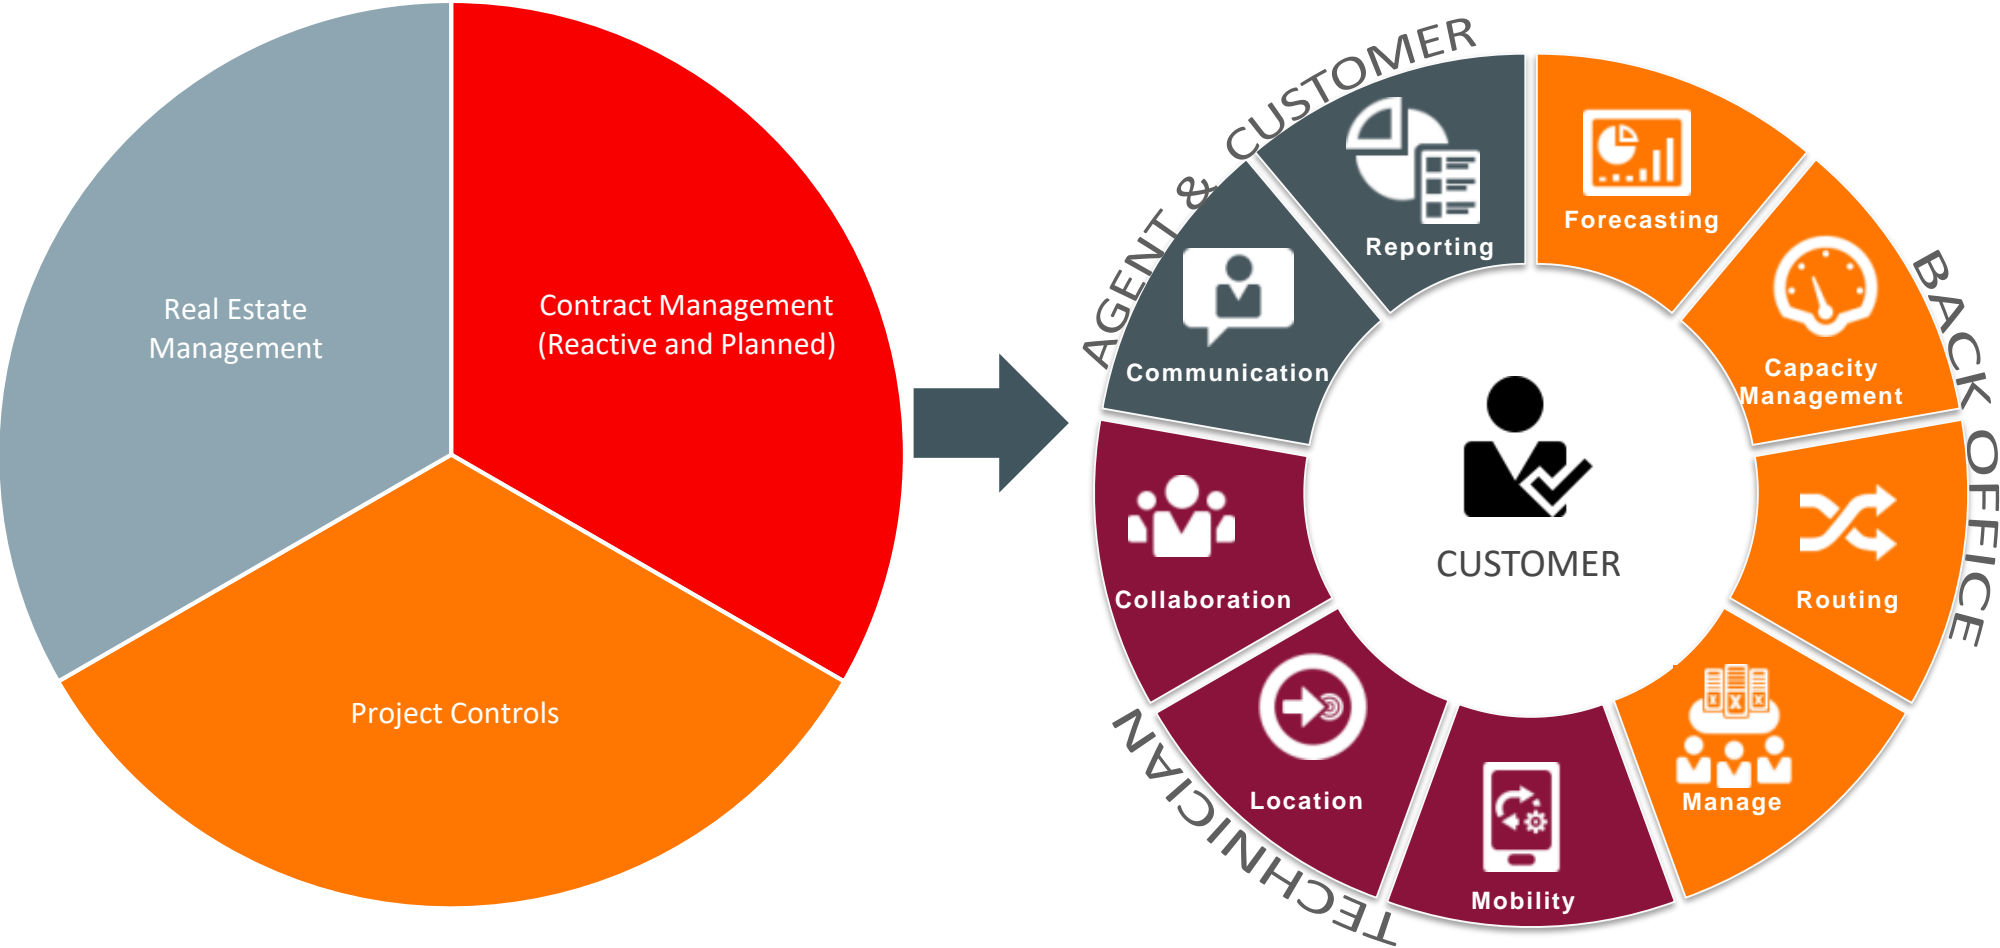 Real Estate
Management
Contract Management
(Reactive and Planned)
Project Controls
AGENT & CUSTOMER
BACK OFFICE
TECHNICIAN
Reporting
Forecasting
Communication
Capacity
Management
Collaboration
CUSTOMER
Routing
Location
X X X
Manage
Mobility